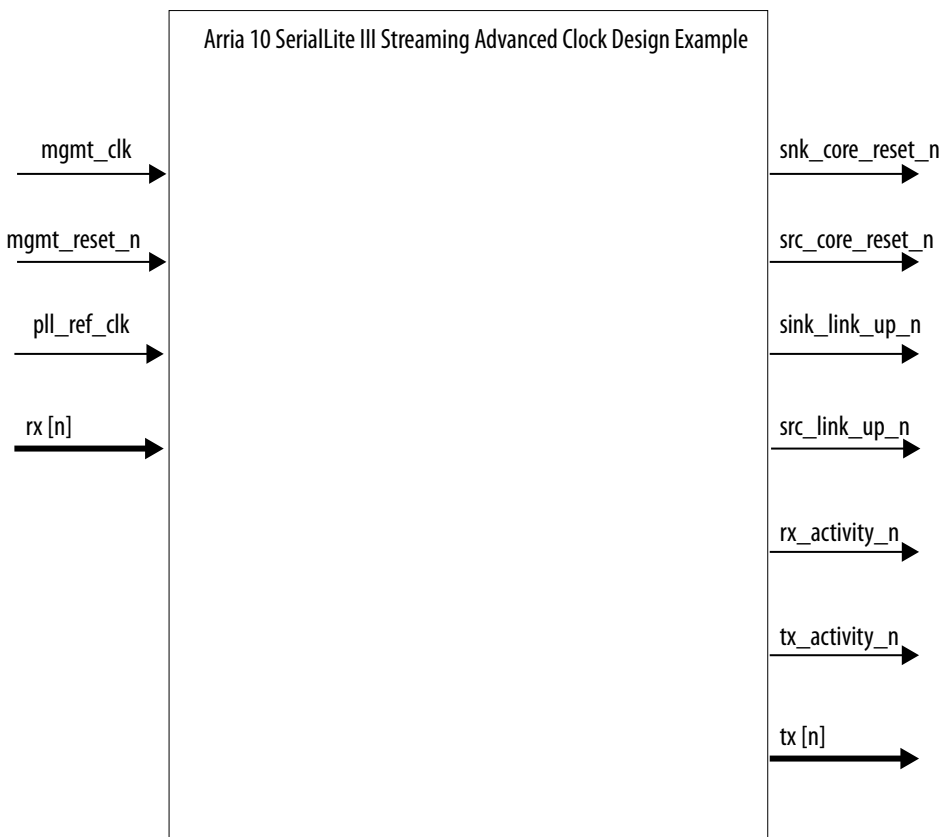 Arria 10 SerialLite III Streaming Advanced Clock Design Example
mgmt_clk
mgmt_reset_n
pll_ref_clk
rx [n]
snk_core_reset_n
src_core_reset_n
sink_link_up_n
src_link_up_n
rx_activity_n
tx_activity_n
tx [n]